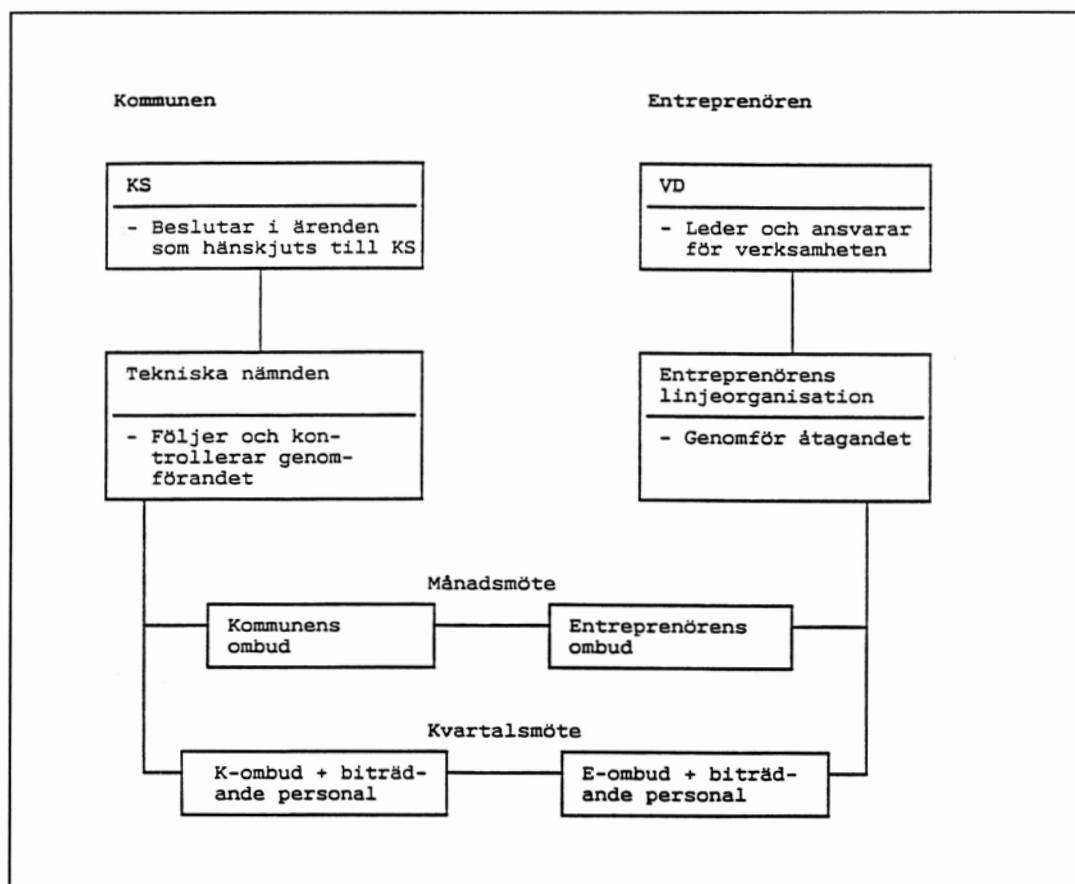 Kommunen
Entreprenören
KS
- Beslutar i ärenden
som hänskjuts till KS
VD
- Leder och ansvarar
för verksamheten
Tekniska nämnden
- Följer och kon-
trollerar genom-
förandet
Entreprenörens
linjeorganisation
- Genomför åtagandet
Månadsmöte
Kommunens
ombud
Entreprenörens
ombud
Kvartalsmöte
K-ombud + biträd-
ande personal
E-ombud + biträd-
ande personal